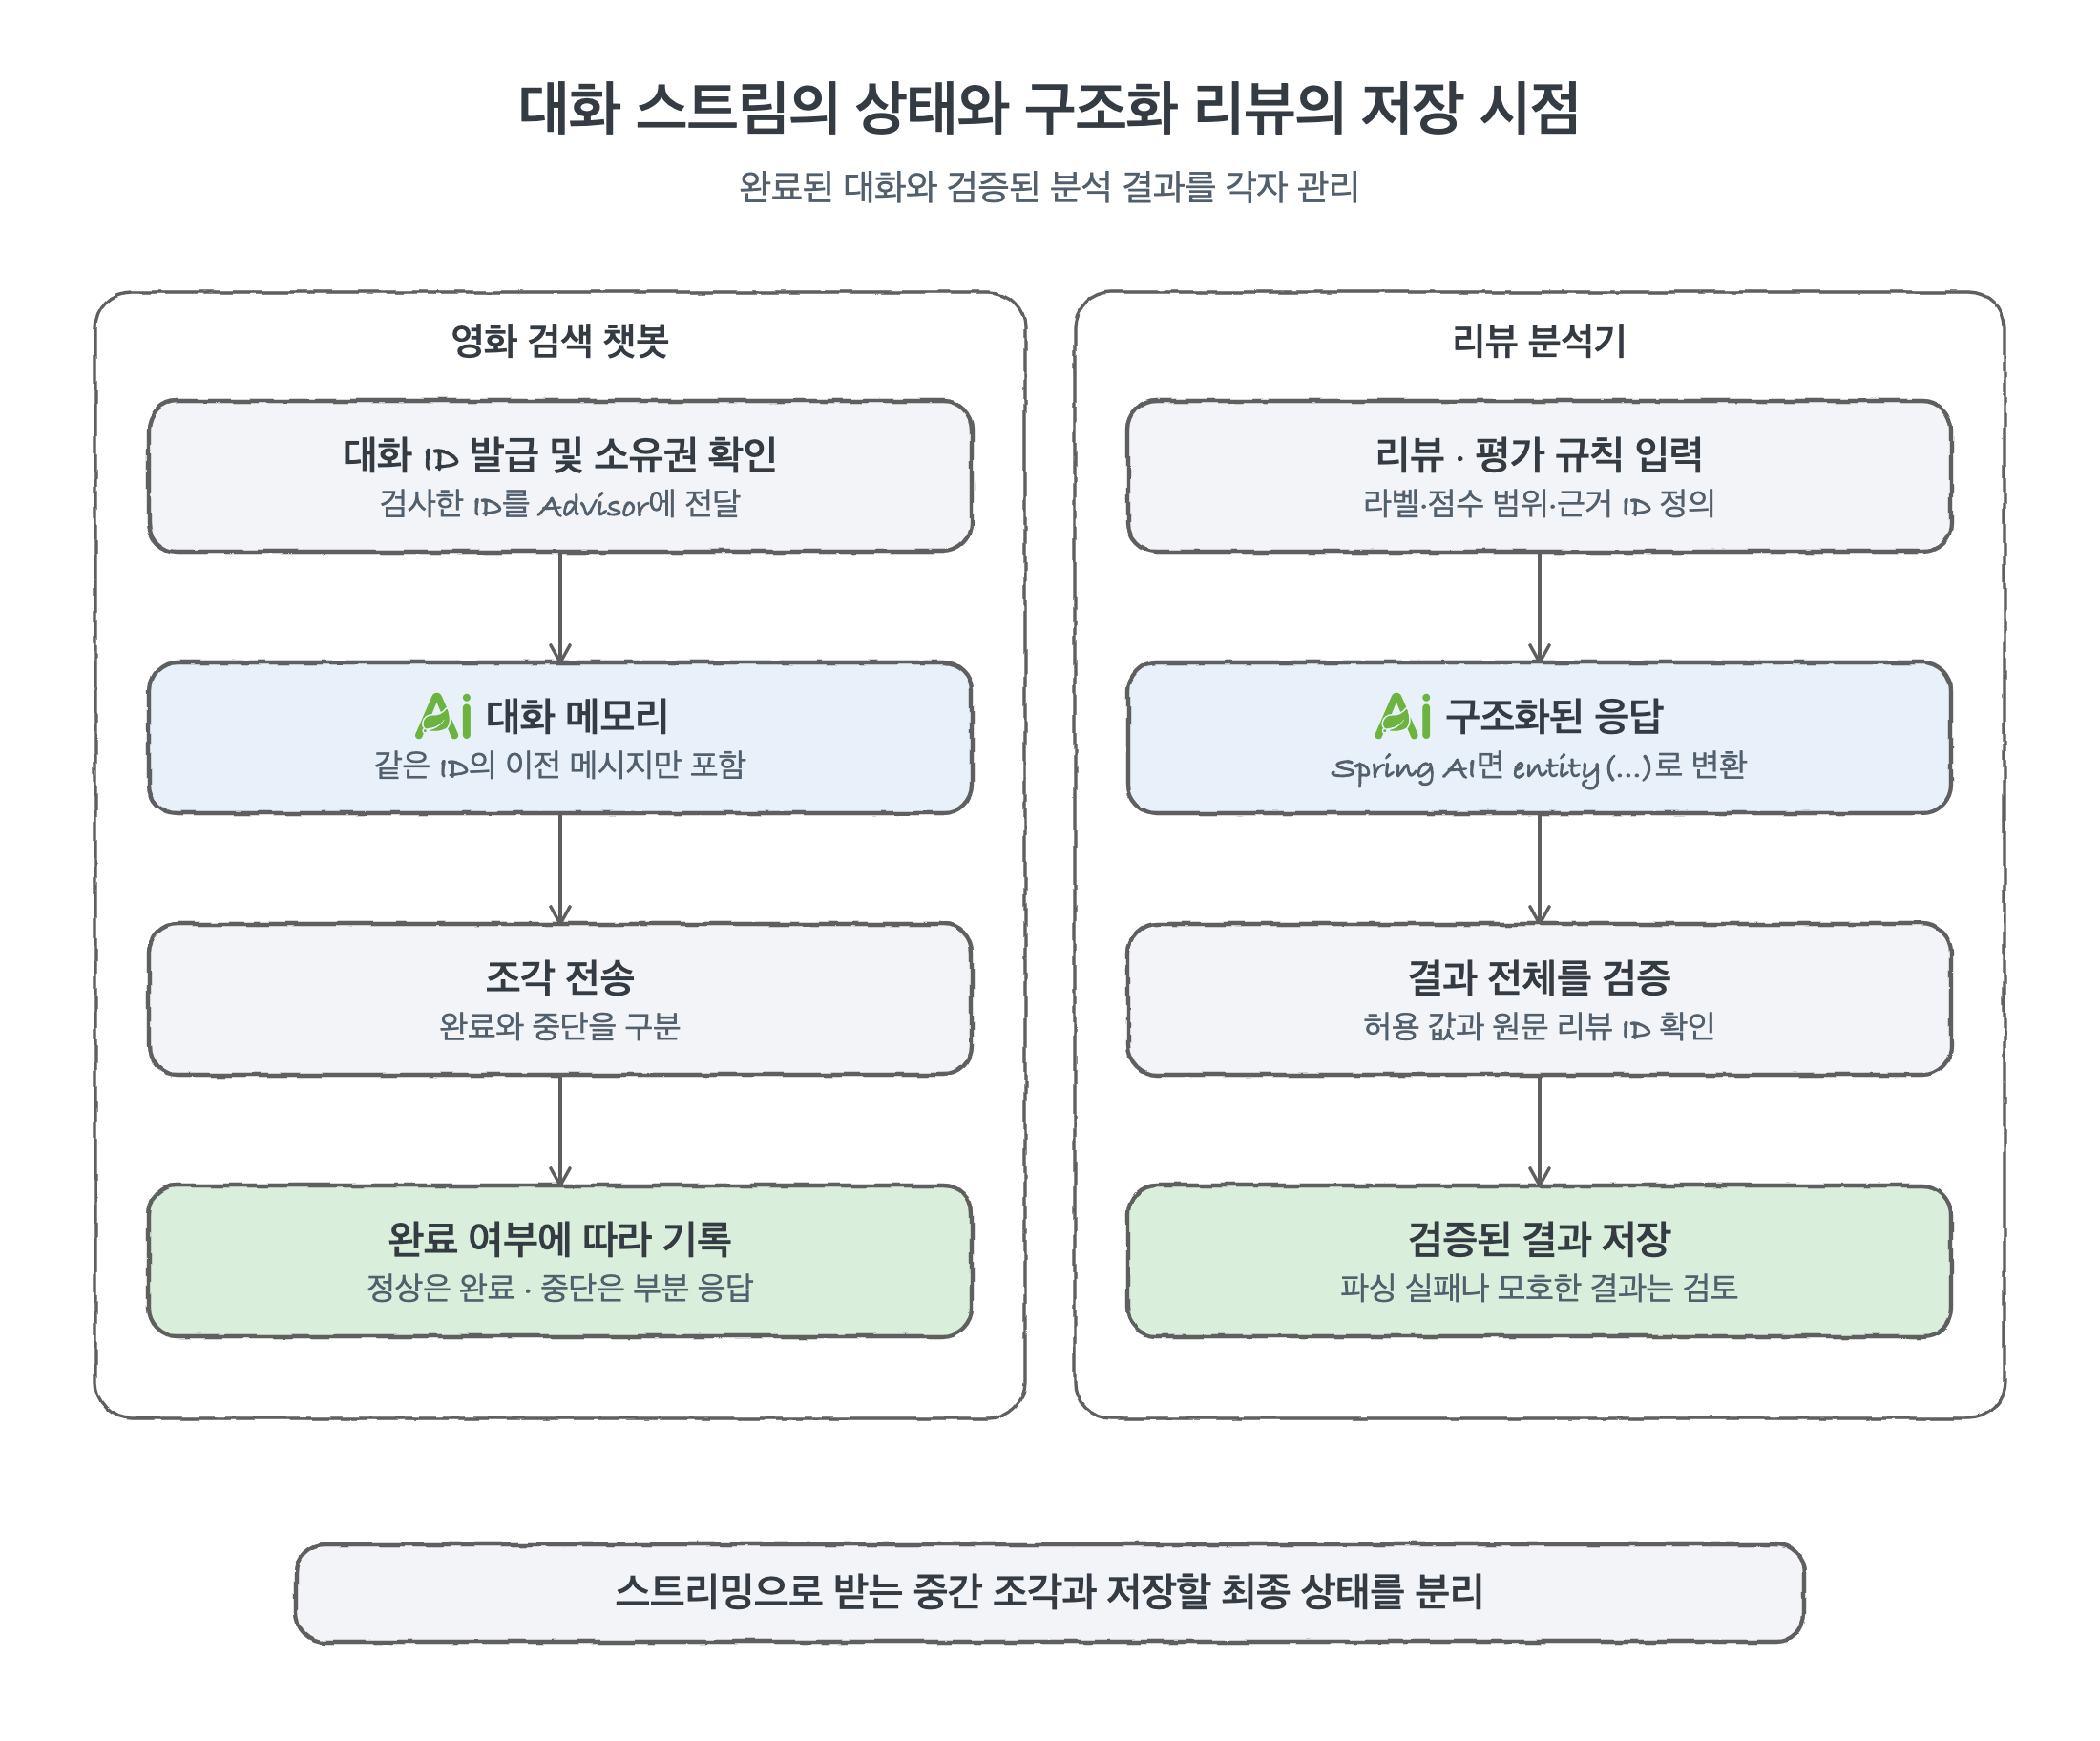 대화 스트림의 상태와 구조화 리뷰의 저장 시점
완료된 대화와 검증된 분석 결과를 각자 관리
영화 검색 챗봇
대화 ID 발급 및 소유권 확인
검사한 ID를 Advisor에 전달
Ai 대화 메모리
같은 ID의 이전 메시지만 포함
조각 전송
완료와 중단을 구분
완료 여부에 따라 기록
정상은 완료 · 중단은 부분 응답
리뷰 분석기
리뷰 · 평가 규칙 입력
라벨·점수 범위·근거 ID 정의
Ai 구조화된 응답
Spring AI면 entity(...)로 변환
결과 전체를 검증
허용 값과 원문 리뷰 ID 확인
검증된 결과 저장
파싱 실패나 모호한 결과는 검토
스트리밍으로 받는 중간 조각과 저장할 최종 상태를 분리